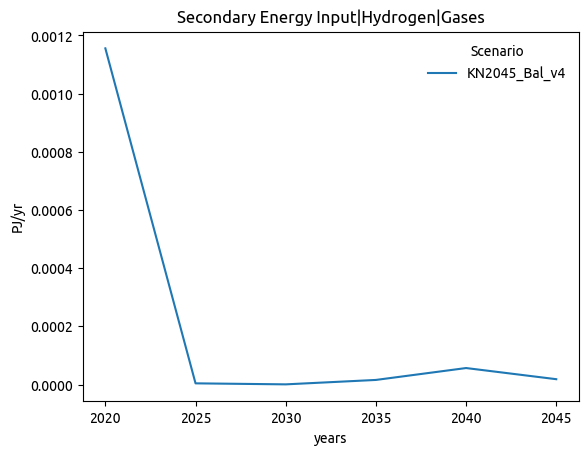 Secondary Energy Input|Hydrogen|Gases
Scenario
KN2045_Bal_v4
0.0012
0.0010
0.0008
0.0006
0.0004
0.0002
0.0000
PJ/yr
2020 2025 2030 2035 2040 2045
years